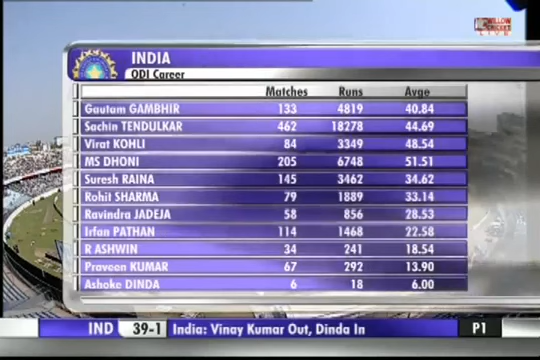 WILLOW
CRICKET
LIVE
INDIA
ODI Career
Matches Runs Avge
Gautam GAMBHIR 133 4819 40.84
Sachin TENDULKAR 462 18278 44.69
Virat KOHLI 84 3349 48.54
MS DHONI 205 6748 51.51
Suresh RAINA 145 3462 34.62
Rohit SHARMA 79 1889 33.14
Ravindra JADEJA 58 856 28.53
Irfan PATHAN 114 1468 22.58
R ASHWIN 34 241 18.54
Praveen KUMAR 67 292 13.90
Ashoke DINDA 6 18 6.00
IND 39-1 India: Vinay Kumar Out, Dinda In P1